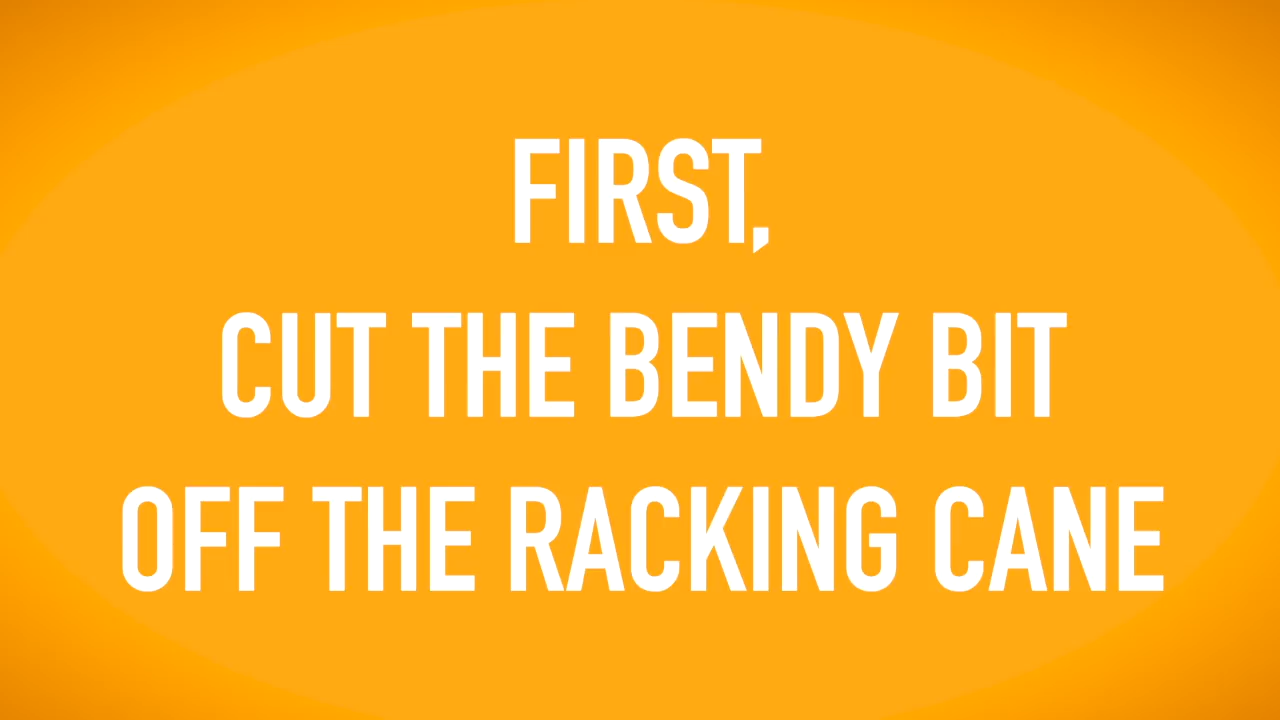 FIRST,
CUT THE BENDY BIT
OFF THE RACKING CANE